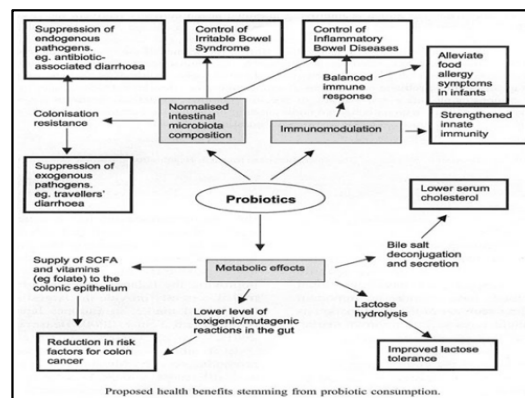 Suppression of
endogenous
pathogens.
eg. antibiotic-
associated diarrhoea
Control of
Irritable Bowel
Syndrome
Control of
Inflammatory
Bowel Diseases
Alleviate
food
allergy
symptoms
in infants
Balanced
immune
response
Colonisation
resistance
Normalised
intestinal
microbiota
composition
Immunomodulation
Strengthened
innate
immunity
Suppression of
exogenous
pathogens.
eg. travellers'
diarrhoea
Probiotics
Lower serum
cholesterol
Supply of SCFA
and vitamins
(eg folate) to the
colonic epithelium
Metabolic effects
Bile salt
deconjugation
and secretion
Lower level of
toxigenic/mutagenic
reactions in the gut
Lactose
hydrolysis
Reduction in risk
factors for colon
cancer
Improved lactose
tolerance
Proposed health benefits stemming from probiotic consumption.